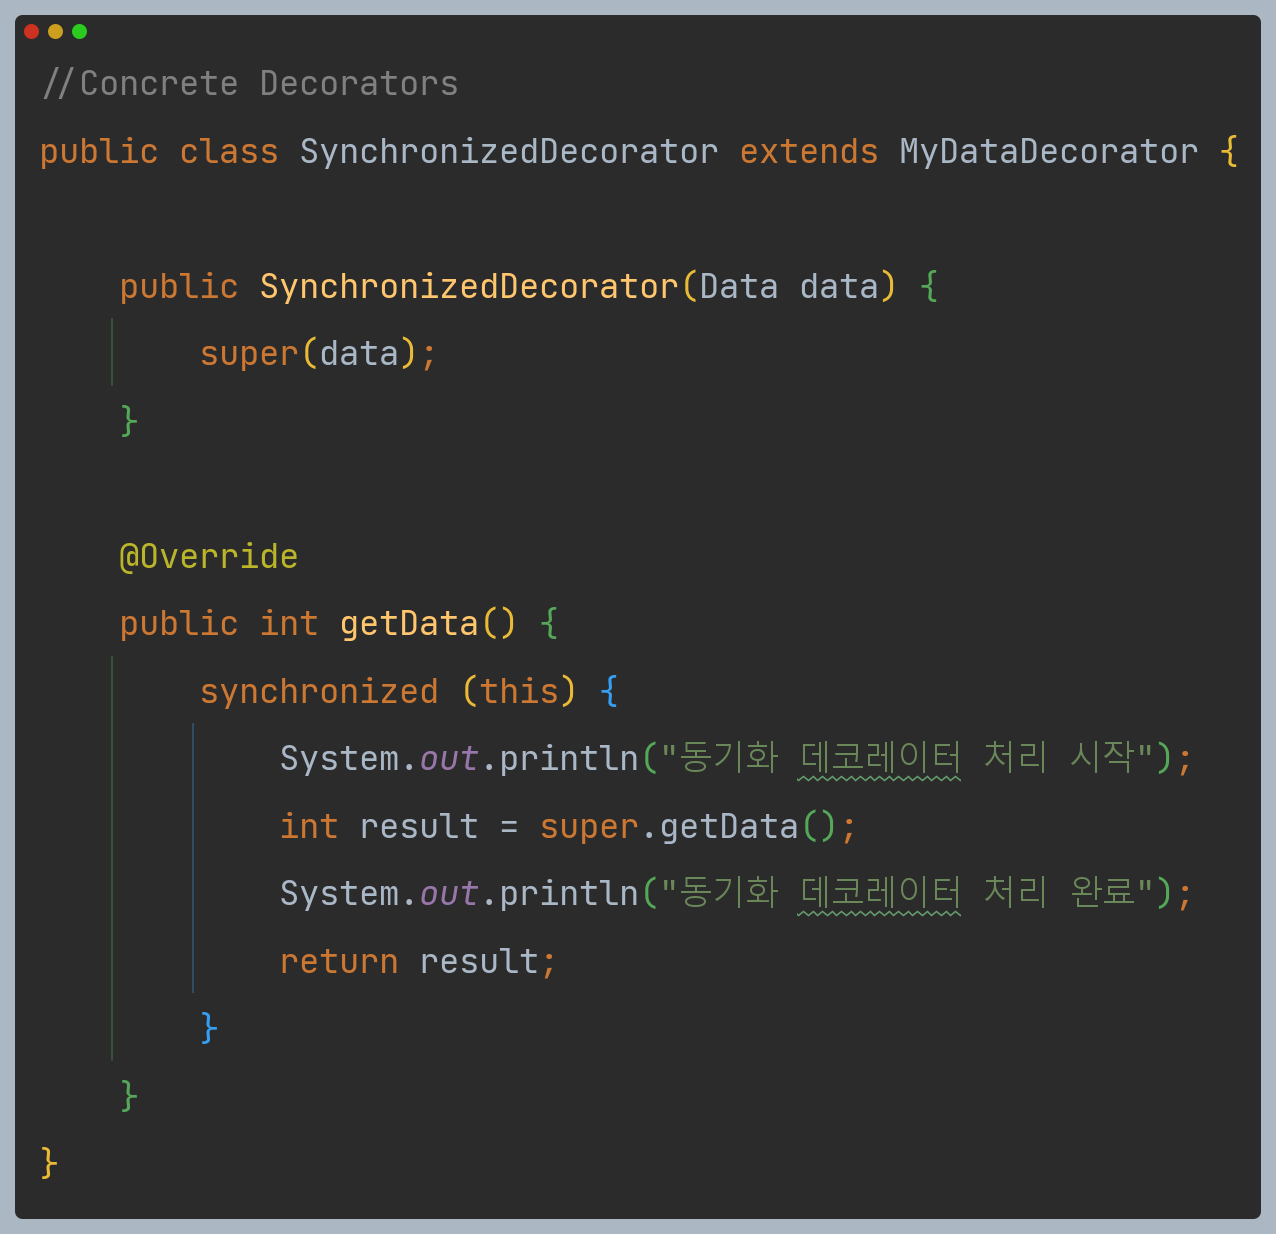 //Concrete Decorators
public class SynchronizedDecorator extends MyDataDecorator {
public SynchronizedDecorator(Data data) {
super(data);
}
@Override
public int getData() {
synchronized (this) {
System.out.println("동기화 데코레이터 처리 시작");
int result = super.getData();
System.out.println("동기화 데코레이터 처리 완료");
return result;
}
}
}